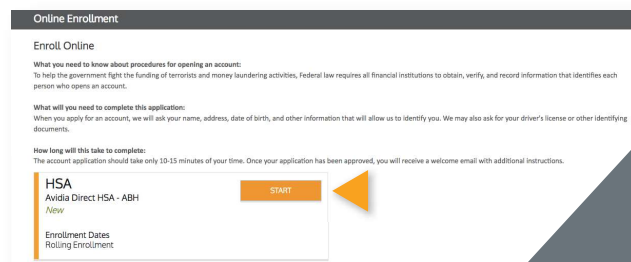 Online Enrollment
Enroll Online
What you need to know about procedures for opening an account:
To help the government fight the funding of terrorists and money laundering activities, Federal law requires all financial institutions to obtain, verify, and record information that identifies each
person who opens an account.
What will you need to complete this application:
When you apply for an account, we will ask your name, address, date of birth, and other information that will allow us to identify you. We may also ask for your driver's license or other identifying
documents.
How long will this take to complete:
The account application should take only 10-15 minutes of your time. Once your application has been approved, you will receive a welcome email with additional instructions.
HSA
START
Avidia Direct HSA - ABH
New
Enrollment Dates
Rolling Enrollment